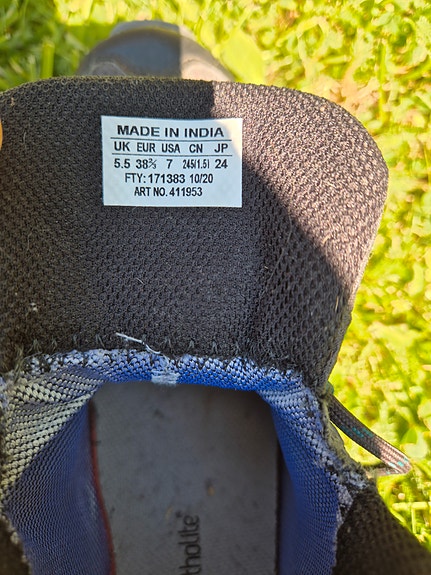 MADE IN INDIA
UK EUR USA CN JP
5.5 38⅔ 7 245(1.5) 24
FTY: 171383 10/20
ART NO. 411953
tholite